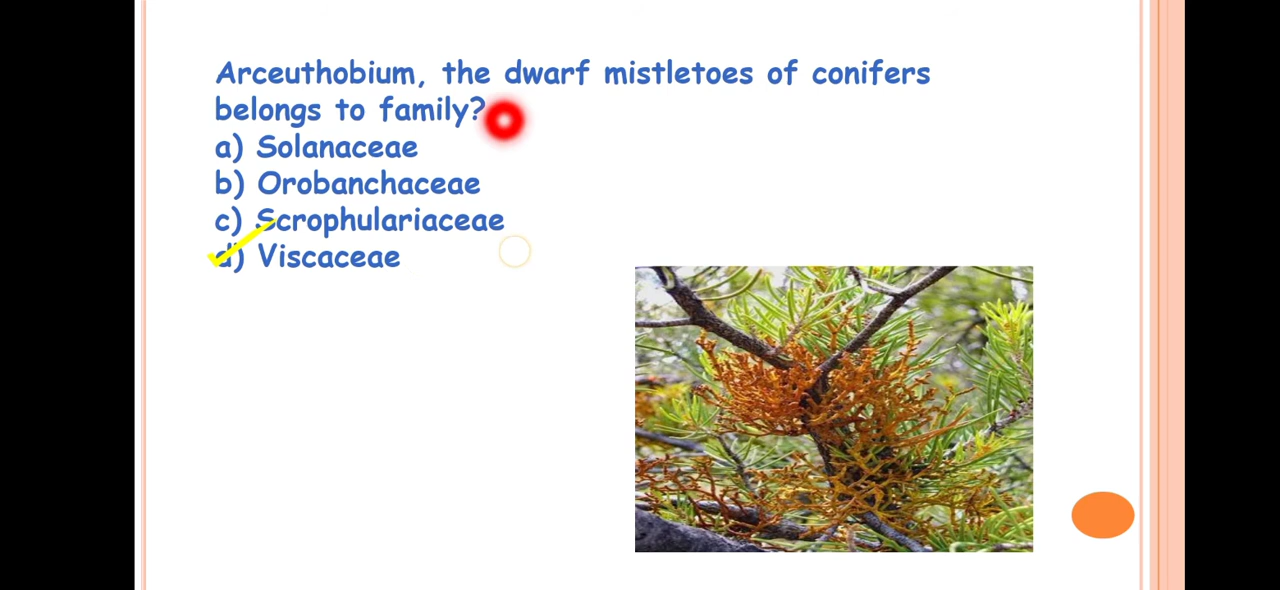 Arceuthobium, the dwarf mistletoes of conifers
belongs to family?
a) Solanaceae
b) Orobanchaceae
c) Scrophulariaceae
d) Viscaceae